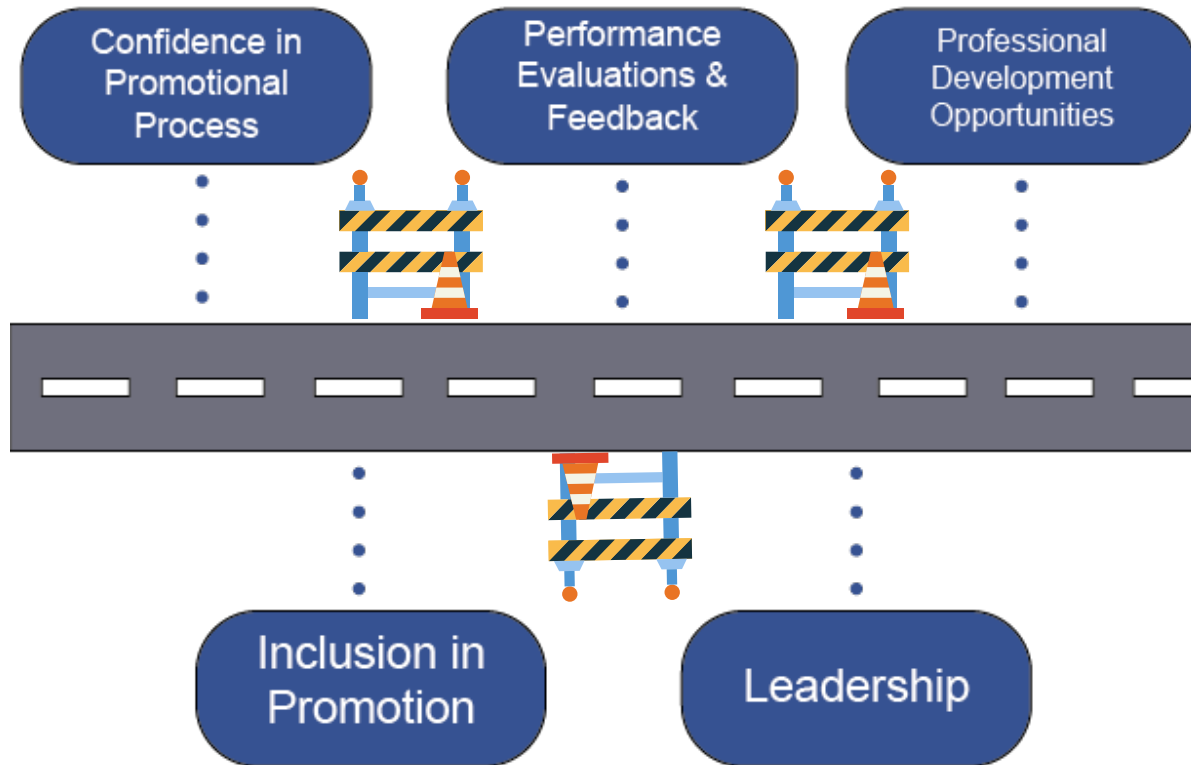 Confidence in
Promotional
Process
Performance
Evaluations &
Feedback
Professional
Development
Opportunities
Inclusion in
Promotion
Leadership